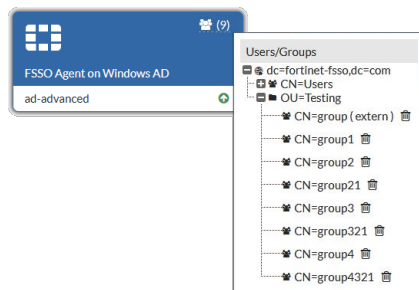 (9)
FSSO Agent on Windows AD
ad-advanced
Users/Groups
dc=fortinet-fsso,dc=com
CN=Users
OU=Testing
CN=group (extern)
CN=group1
CN=group2
CN=group21
CN=group3
CN=group321
CN=group4
CN=group4321